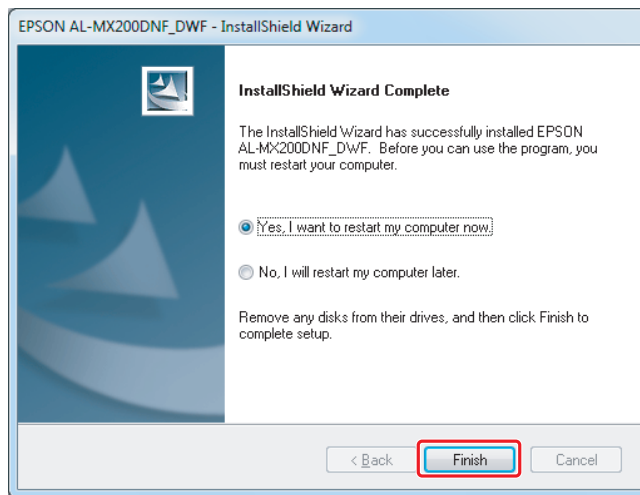 EPSON AL-MX200DNF_DWF - InstallShield Wizard
InstallShield Wizard Complete
The InstallShield Wizard has successfully installed EPSON
AL-MX200DNF_DWF.  Before you can use the program, you
must restart your computer.
Yes, I want to restart my computer now.
No, I will restart my computer later.
Remove any disks from their drives, and then click Finish to
complete setup.
< Back
Finish
Cancel